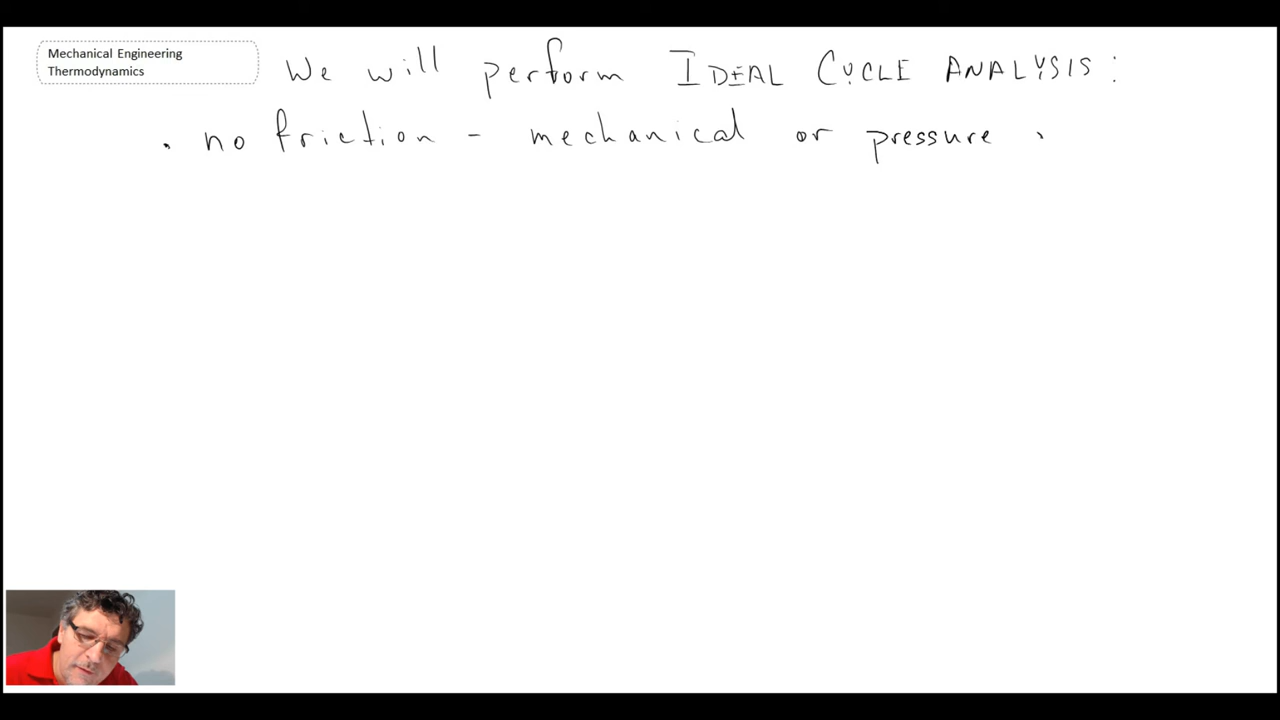 Mechanical Engineering
Thermodynamics
We will perform IDEAL CYCLE ANALYSIS:
· no friction - mechanical or pressure ·